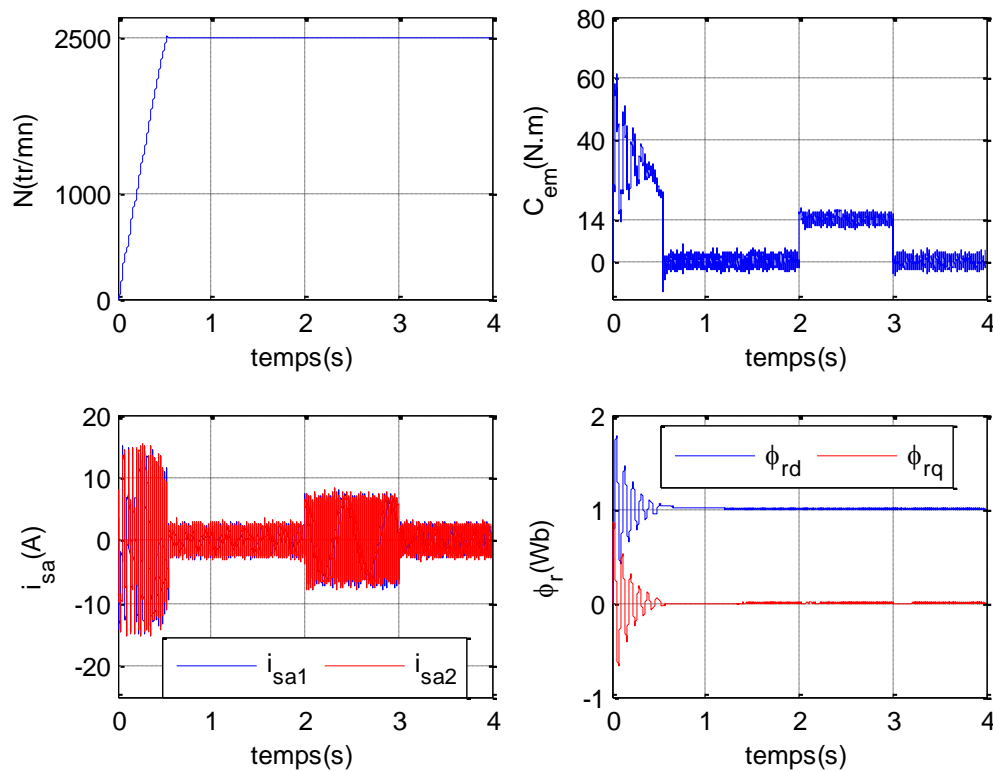 N(tr/mn)
2500
1000
0
0 1 2 3 4
temps(s)
C_em(N.m)
80
60
40
14
0
0 1 2 3 4
temps(s)
i_sa(A)
20
10
0
-10
-20
i_sa1 i_sa2
0 1 2 3 4
temps(s)
ϕ_r(Wb)
2
1
0
-1
ϕ_rd ϕ_rq
0 1 2 3 4
temps(s)